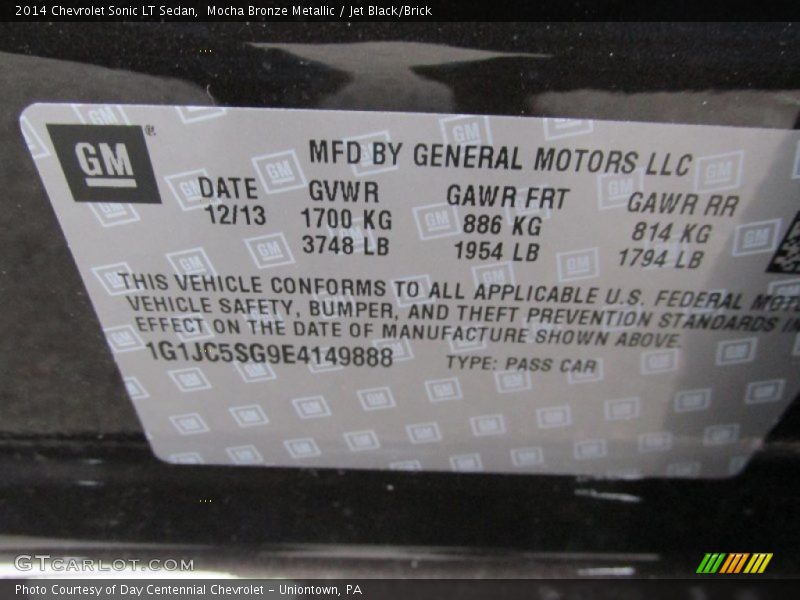 2014 Chevrolet Sonic LT Sedan, Mocha Bronze Metallic / Jet Black/Brick
GM
MFD BY GENERAL MOTORS LLC
DATE GVWR GAWR FRT GAWR RR
12/13 1700 KG 886 KG 814 KG
3748 LB 1954 LB 1794 LB
THIS VEHICLE CONFORMS TO ALL APPLICABLE U.S. FEDERAL
VEHICLE SAFETY, BUMPER, AND THEFT PREVENTION STANDARDS IN
EFFECT ON THE DATE OF MANUFACTURE SHOWN ABOVE.
1G1JC5SG9E4149888 TYPE: PASS CAR
GTCarLot.com
Photo Courtesy of Day Centennial Chevrolet - Uniontown, PA